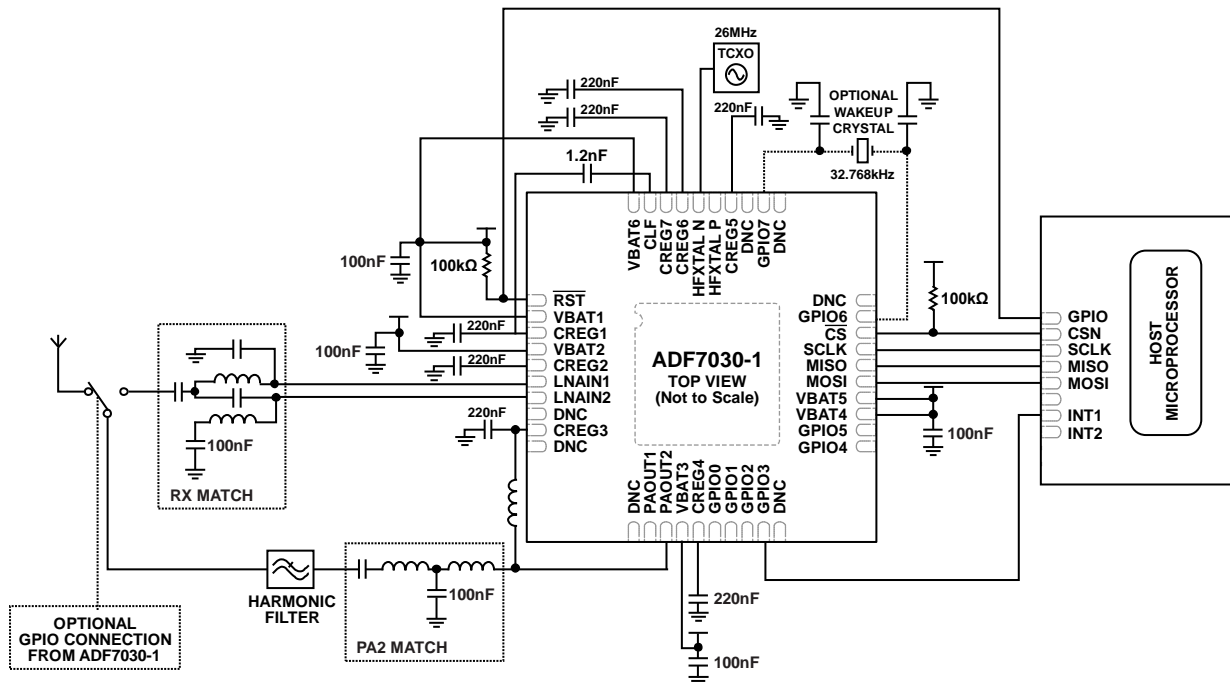 26MHz
TCXO
220nF
220nF
220nF
OPTIONAL
WAKEUP
CRYSTAL
32.768kHz
1.2nF
VBAT6
CLF
CREG7
CREG6
HFXTAL N
HFXTAL P
CREG5
DNC
GPIO7
DNC
100nF
100kΩ
RST
VBAT1
CREG1
VBAT2
CREG2
LNAIN1
LNAIN2
DNC
CREG3
DNC
220nF
100nF
220nF
220nF
100nF
RX MATCH
ADF7030-1
TOP VIEW
(Not to Scale)
DNC
GPIO6
CS
SCLK
MISO
MOSI
VBAT5
VBAT4
GPIO5
GPIO4
100kΩ
100nF
GPIO
CSN
SCLK
MISO
MOSI
INT1
INT2
HOST
MICROPROCESSOR
DNC
PAOUT1
PAOUT2
VBAT3
CREG4
GPIO0
GPIO1
GPIO2
GPIO3
DNC
HARMONIC
FILTER
100nF
PA2 MATCH
220nF
100nF
OPTIONAL
GPIO CONNECTION
FROM ADF7030-1